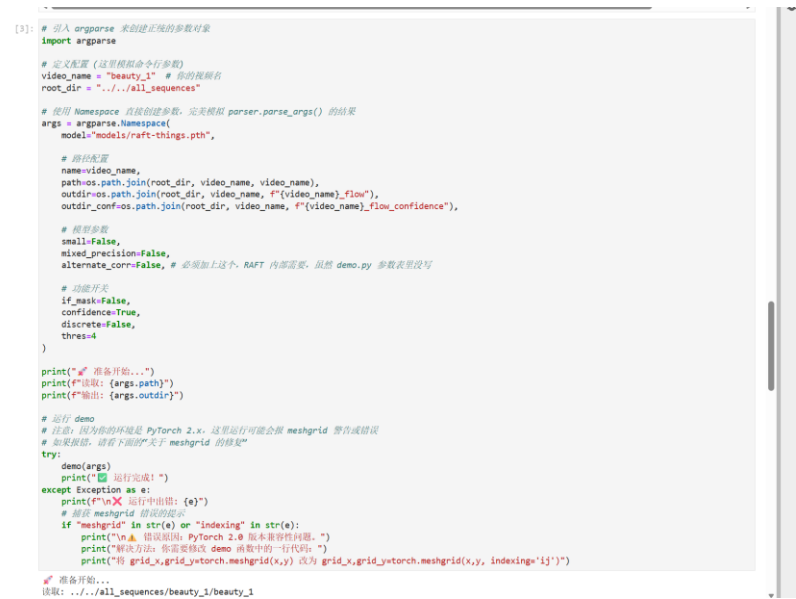 [3]: # 引入 argparse 来创建正统的参数对象
import argparse
# 定义配置 (这里模拟命令行参数)
video_name = "beauty_1"  # 你的视频名
root_dir = "../../all_sequences"
# 使用 Namespace 直接创建参数，完美模拟 parser.parse_args() 的结果
args = argparse.Namespace(
    model="models/raft-things.pth",
    # 路径配置
    name=video_name,
    path=os.path.join(root_dir, video_name, video_name),
    outdir=os.path.join(root_dir, video_name, f"{video_name}_flow"),
    outdir_conf=os.path.join(root_dir, video_name, f"{video_name}_flow_confidence"),
    # 模型参数
    small=False,
    mixed_precision=False,
    alternate_corr=False, # 必须加上这个，RAFT 内部需要，虽然 demo.py 参数表里没写
    # 功能开关
    if_mask=False,
    confidence=True,
    discrete=False,
    thres=4
)
print("🚀 准备开始...")
print(f"读取: {args.path}")
print(f"输出: {args.outdir}")
# 运行 demo
# 注意：因为你的环境是 PyTorch 2.x，这里运行可能会报 meshgrid 警告或错误
# 如果报错，请看下面的"关于 meshgrid 的修复"
try:
    demo(args)
    print("✅ 运行完成！")
except Exception as e:
    print(f"\n❌ 运行中出错: {e}")
    # 捕获 meshgrid 错误的提示
    if "meshgrid" in str(e) or "indexing" in str(e):
        print("\n⚠️ 错误原因：PyTorch 2.0 版本兼容性问题。")
        print("解决方法：你需要修改 demo 函数中的一行代码：")
        print("将 grid_x,grid_y=torch.meshgrid(x,y) 改为 grid_x,grid_y=torch.meshgrid(x,y, indexing='ij')")
🚀 准备开始...
读取: ../../all_sequences/beauty_1/beauty_1